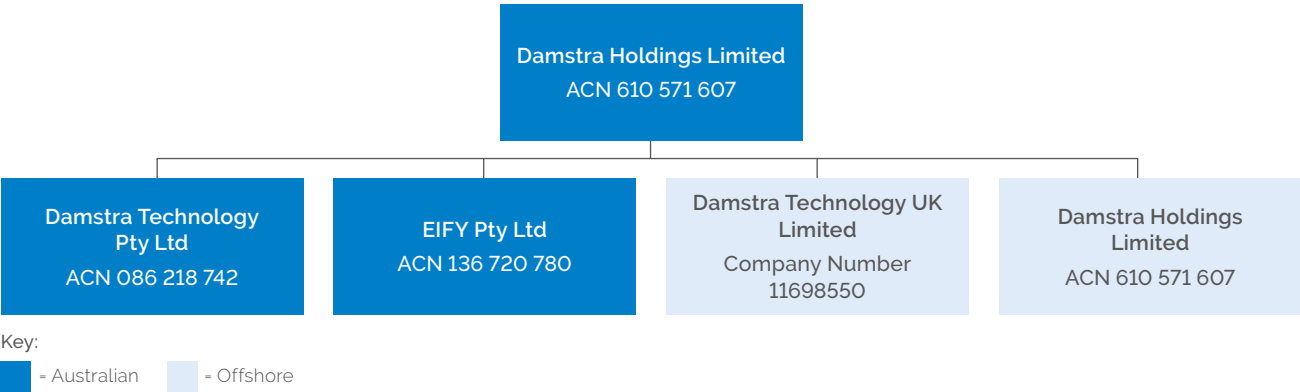 Damstra Holdings Limited
ACN 610 571 607
Damstra Technology
Pty Ltd
ACN 086 218 742
EIFY Pty Ltd
ACN 136 720 780
Damstra Technology UK
Limited
Company Number
11698550
Damstra Holdings
Limited
ACN 610 571 607
Key:
= Australian
= Offshore